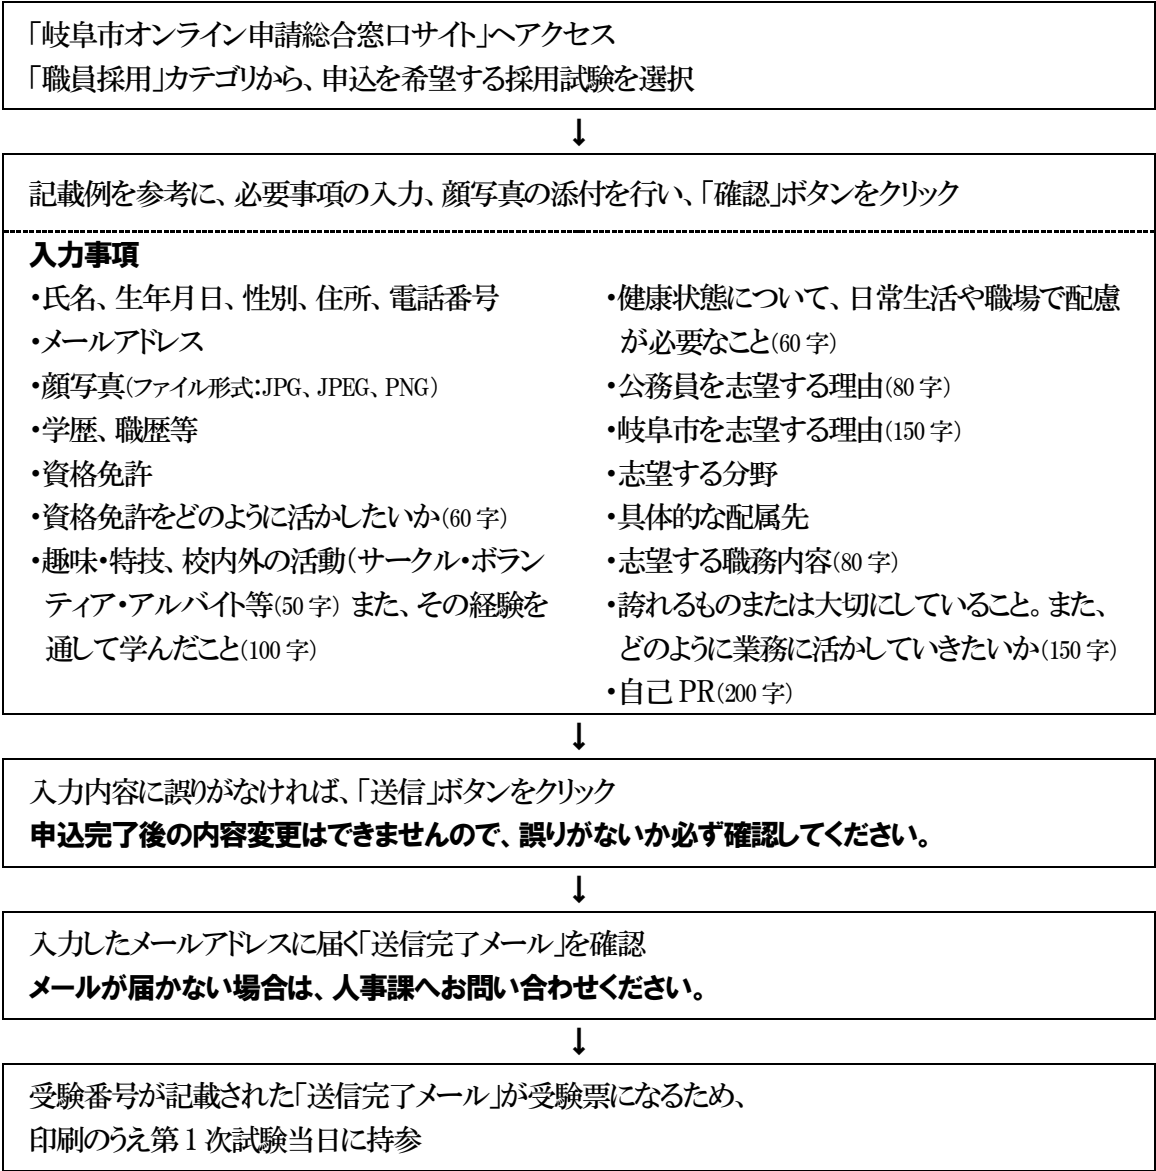 「岐阜市オンライン申請総合窓口サイト」へアクセス
「職員採用」カテゴリから、申込を希望する採用試験を選択
↓
記載例を参考に、必要事項の入力、顔写真の添付を行い、「確認」ボタンをクリック
入力事項
・氏名、生年月日、性別、住所、電話番号
・メールアドレス
・顔写真(ファイル形式:JPG、JPEG、PNG)
・学歴、職歴等
・資格免許
・資格免許をどのように活かしたいか(60字)
・趣味・特技、校内外の活動(サークル・ボラン
ティア・アルバイト等(50字) また、その経験を
通して学んだこと(100字)
・健康状態について、日常生活や職場で配慮
が必要なこと(60字)
・公務員を志望する理由(80字)
・岐阜市を志望する理由(150字)
・志望する分野
・具体的な配属先
・志望する職務内容(80字)
・誇れるものまたは大切にしていること。また、
どのように業務に活かしていきたいか(150字)
・自己PR(200字)
↓
入力内容に誤りがなければ、「送信」ボタンをクリック
申込完了後の内容変更はできませんので、誤りがないか必ず確認してください。
↓
入力したメールアドレスに届く「送信完了メール」を確認
メールが届かない場合は、人事課へお問い合わせください。
↓
受験番号が記載された「送信完了メール」が受験票になるため、
印刷のうえ第1次試験当日に持参